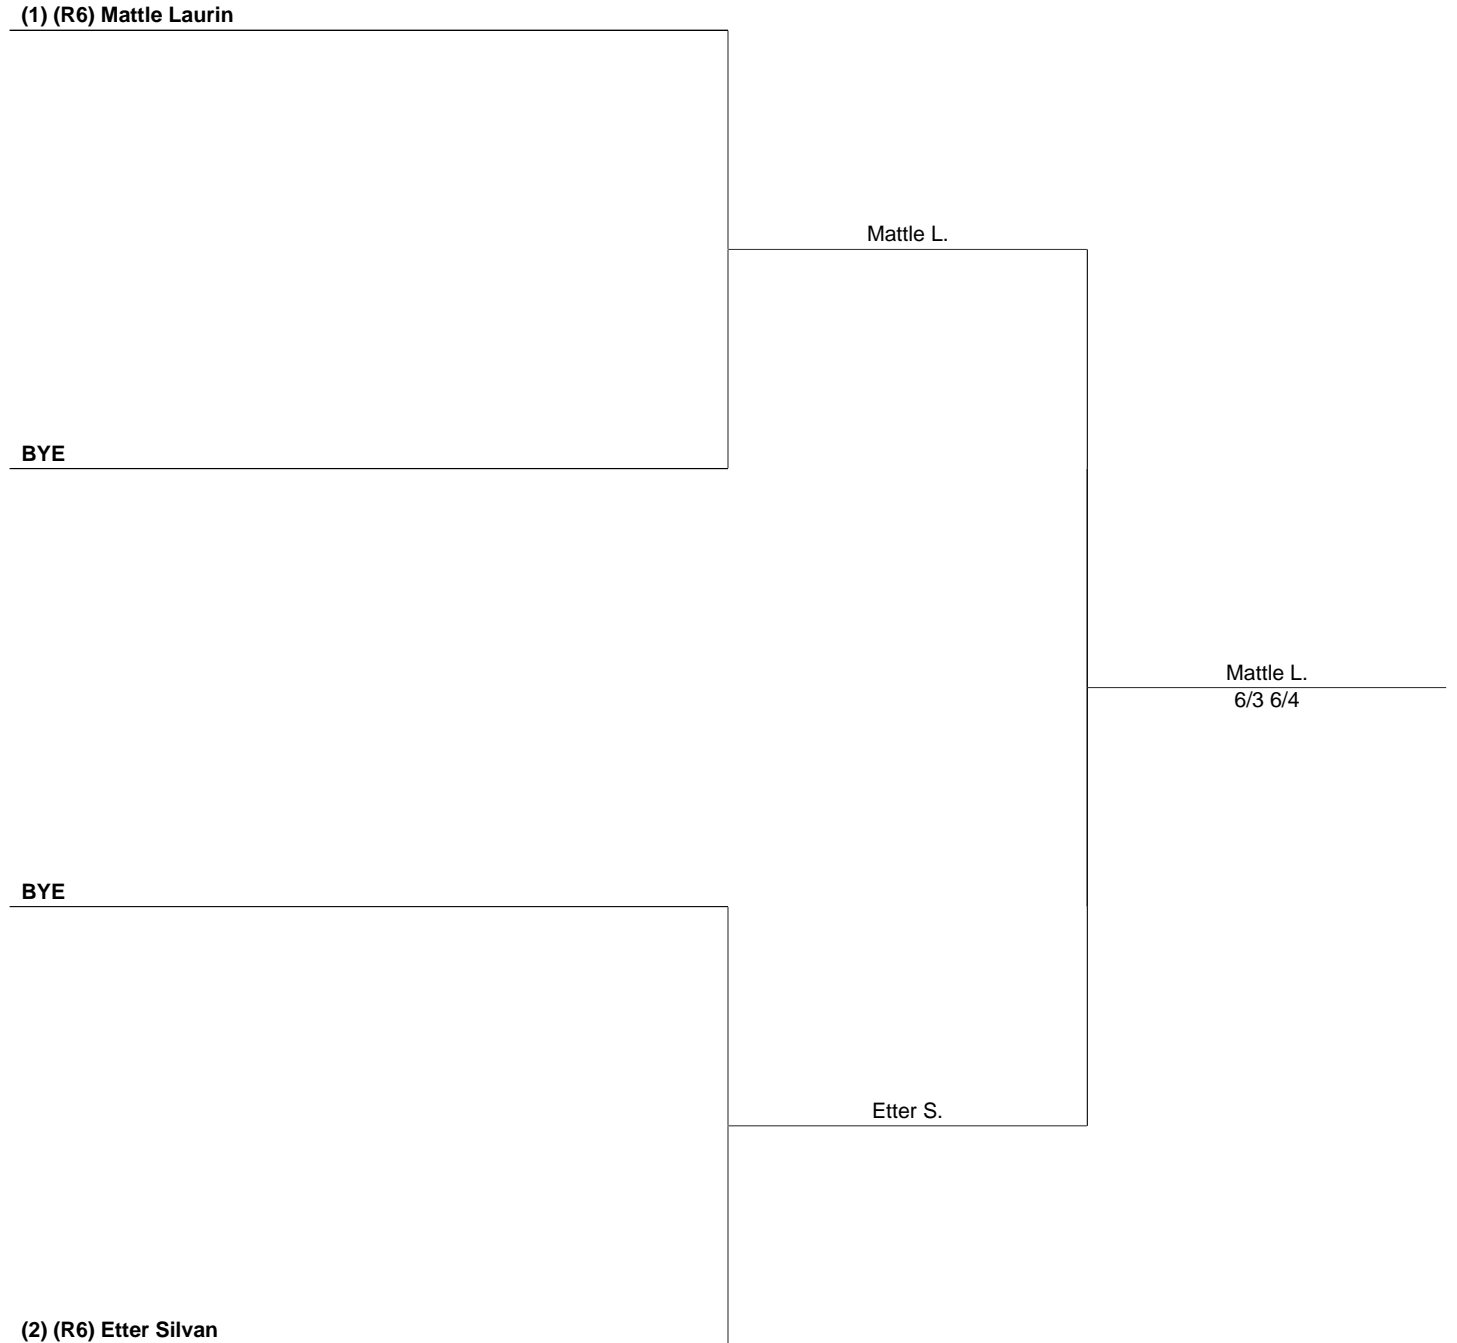 (1) (R6) Mattle Laurin
Mattle L.
BYE
Mattle L.
6/3 6/4
BYE
Etter S.
(2) (R6) Etter Silvan